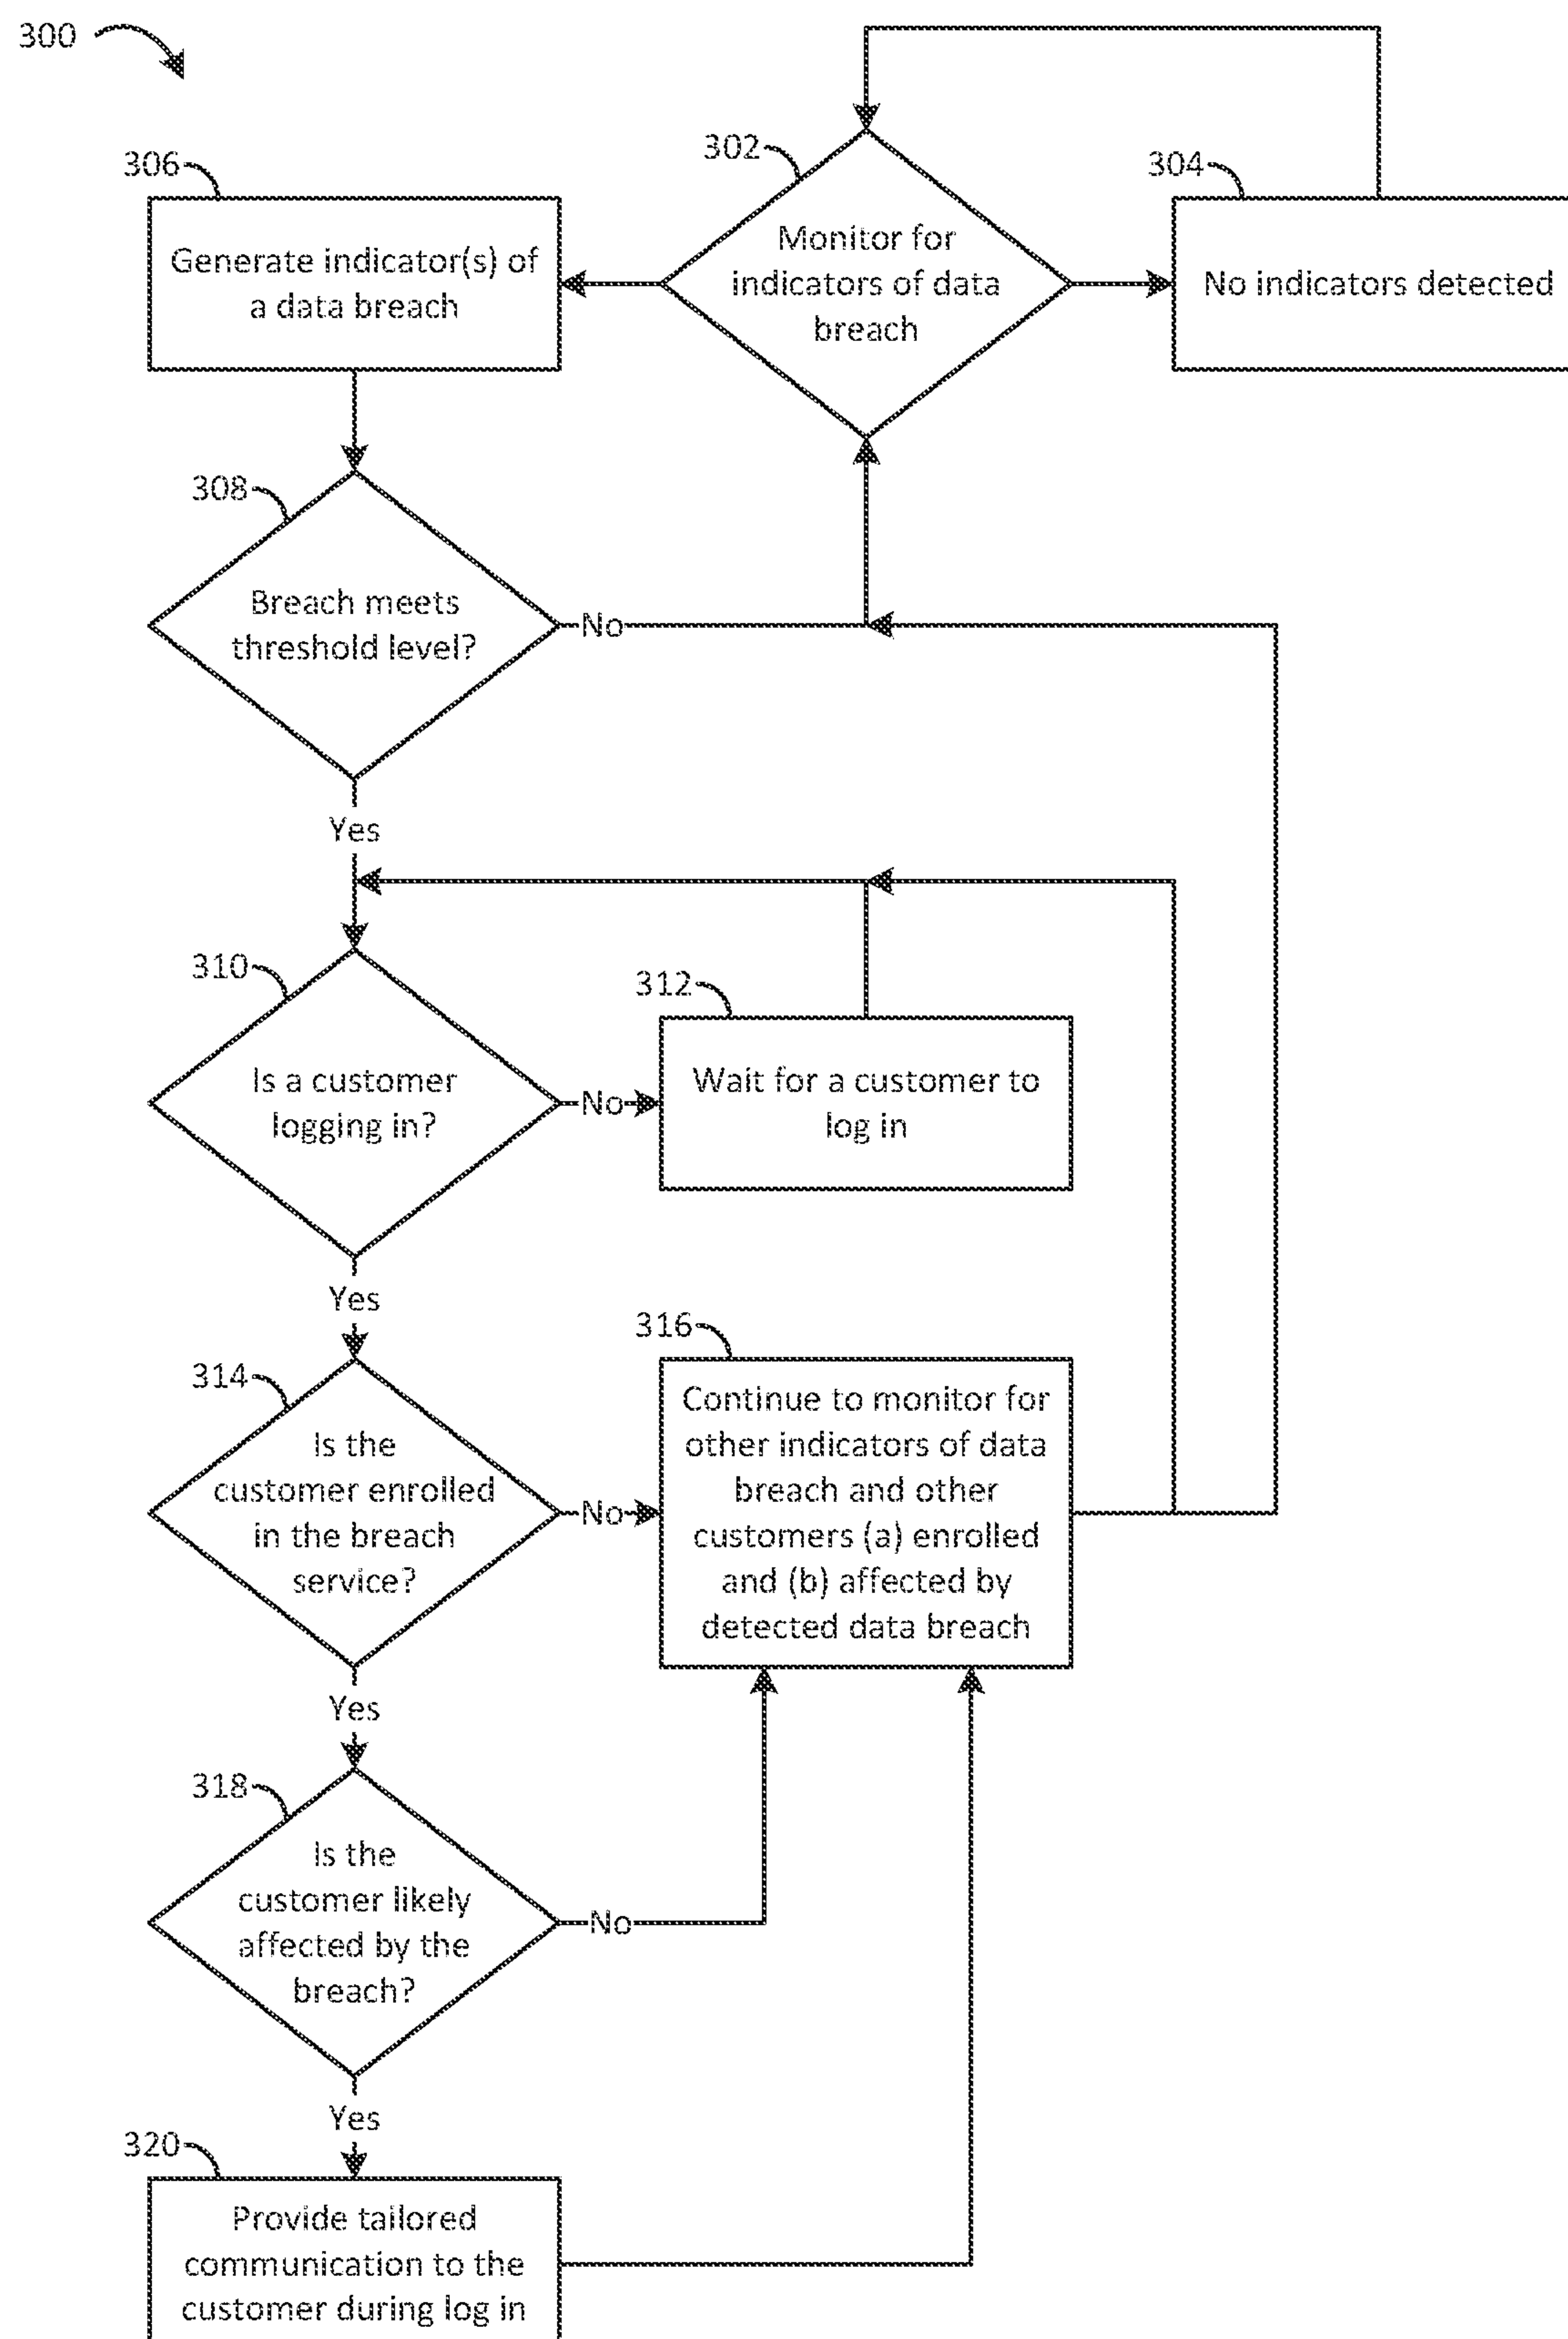 300
302
304
306
Generate indicator(s) of
a data breach
Monitor for
indicators of data
breach
No indicators detected
308
Breach meets
threshold level?
No
Yes
310
312
Is a customer
logging in?
No
Wait for a customer to
log in
Yes
314
316
Is the
customer enrolled
in the breach
service?
No
Continue to monitor for
other indicators of data
breach and other
customers (a) enrolled
and (b) affected by
detected data breach
Yes
318
Is the
customer likely
affected by the
breach?
No
Yes
320
Provide tailored
communication to the
customer during log in